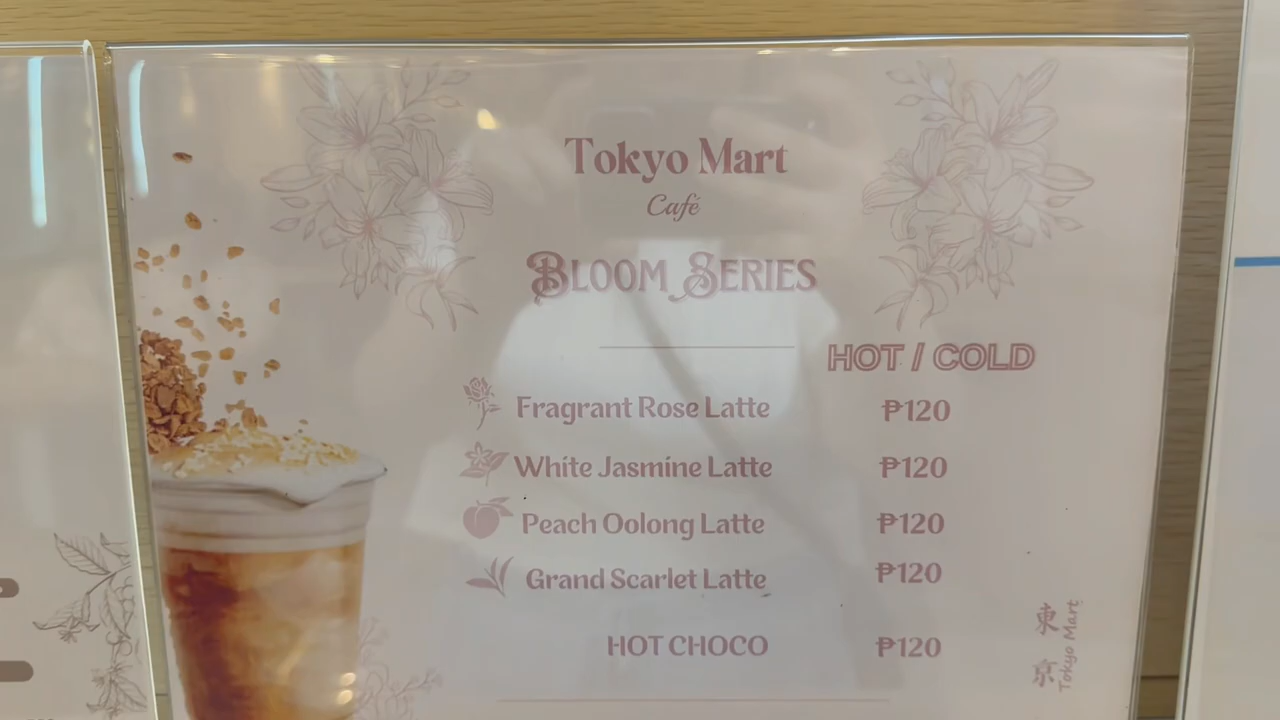 Tokyo Mart
Café
BLOOM SERIES
HOT / COLD
Fragrant Rose Latte ₱120
White Jasmine Latte ₱120
Peach Oolong Latte ₱120
Grand Scarlet Latte ₱120
HOT CHOCO ₱120
東京
Tokyo Mart